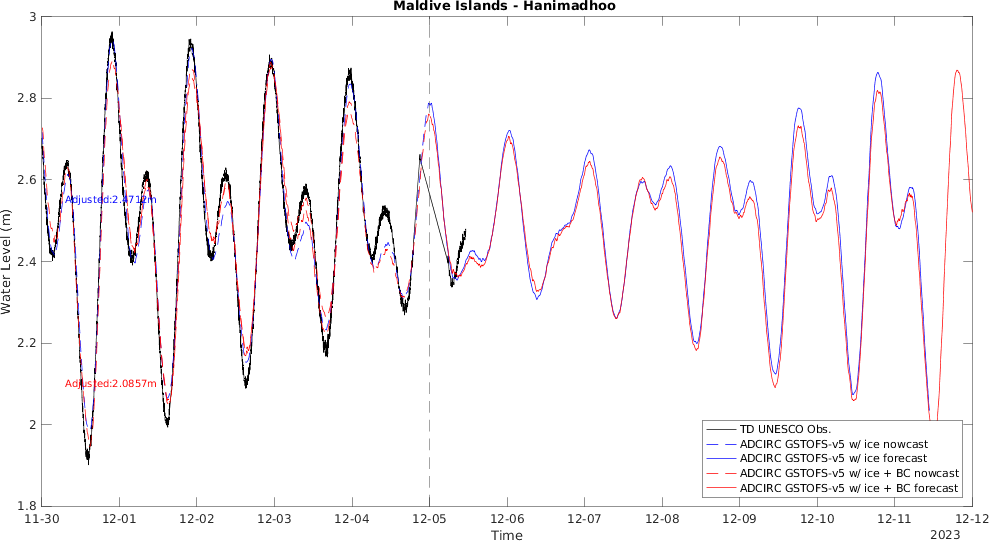 Maldive Islands - Hanimadhoo
3
2.8
2.6
2.4
2.2
2
1.8
Water Level (m)
Adjusted:2.4712m
Adjusted:2.0857m
TD UNESCO Obs.
ADCIRC GSTOFS-v5 w/ ice nowcast
ADCIRC GSTOFS-v5 w/ ice forecast
ADCIRC GSTOFS-v5 w/ ice + BC nowcast
ADCIRC GSTOFS-v5 w/ ice + BC forecast
11-30 12-01 12-02 12-03 12-04 12-05 12-06 12-07 12-08 12-09 12-10 12-11 12-12
Time
2023